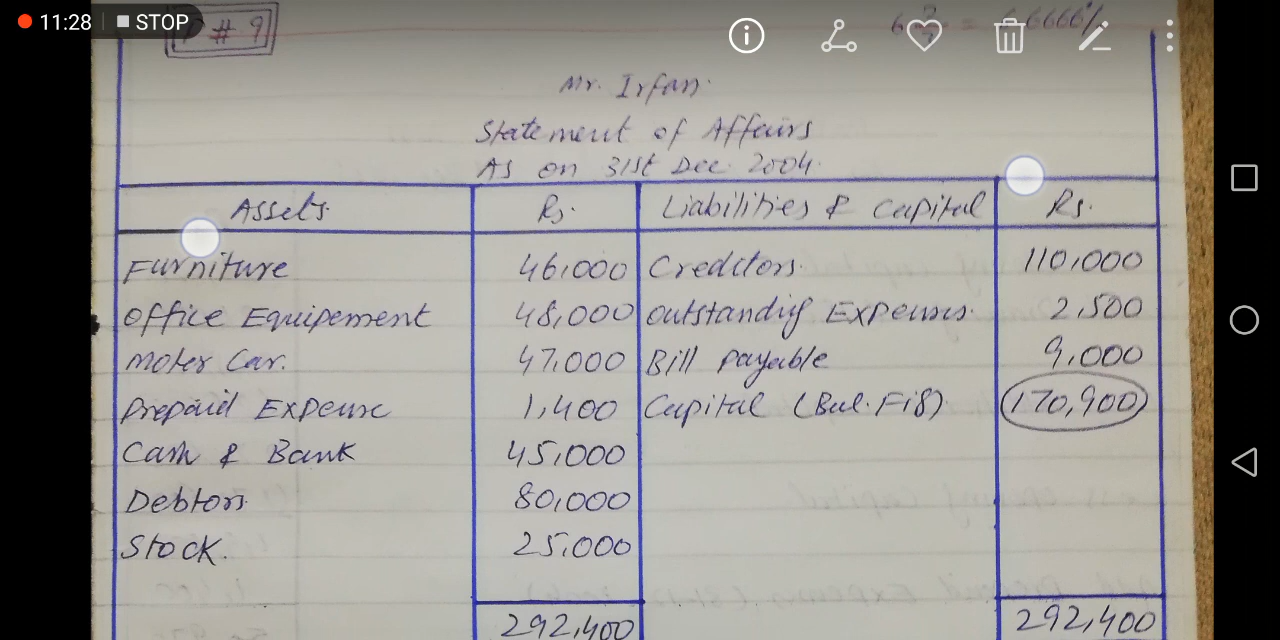 11:28 STOP
P # 9
Mr. Irfan.
Statement of Affairs
As on 31st Dec. 2004.
Assets. Rs. Liabilities & Capital Rs.
Furniture 46,000 Creditors. 110,000
Office Equipement 48,000 Outstandig Expenses. 2,500
Moter Car. 47,000 Bill Payable 9,000
Prepaid Expense 1,400 Capital (Bal. Fig). 170,900
Cash & Bank 45,000
Debtors. 80,000
Stock. 25,000
292,400 292,400